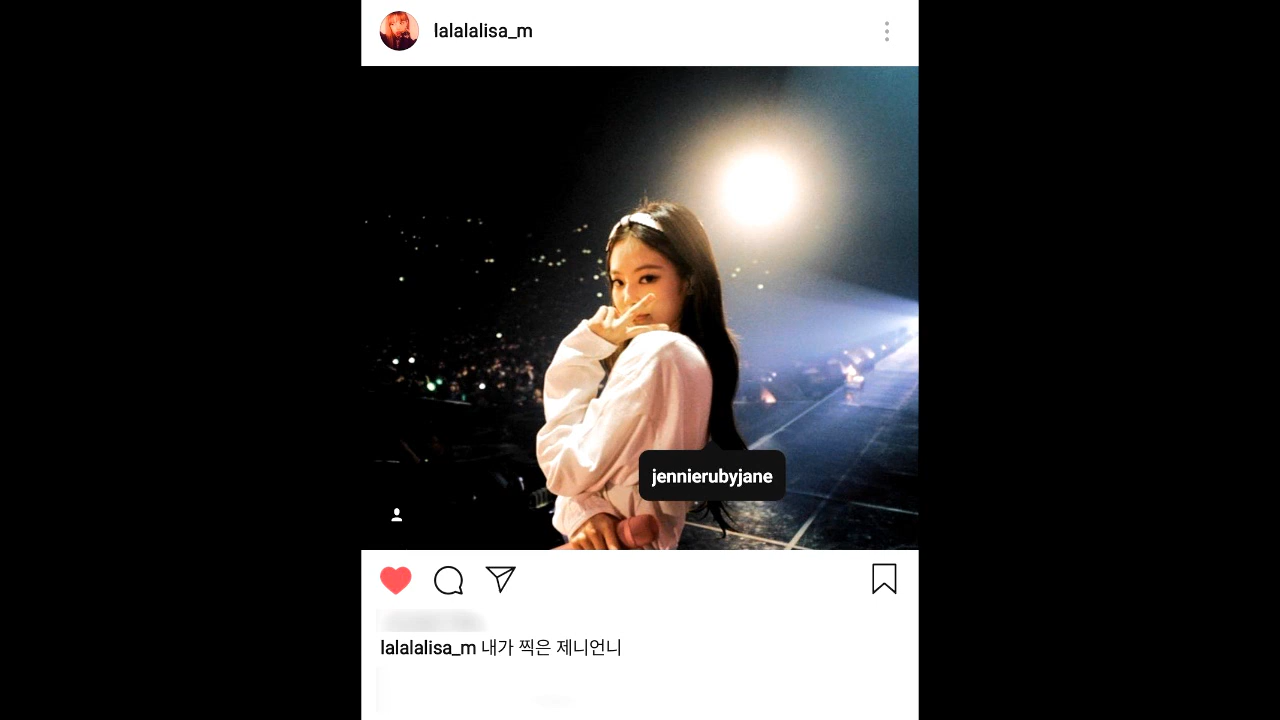 lalalalisa_m
jennierubyjane
lalalalisa_m 내가 찍은 제니언니